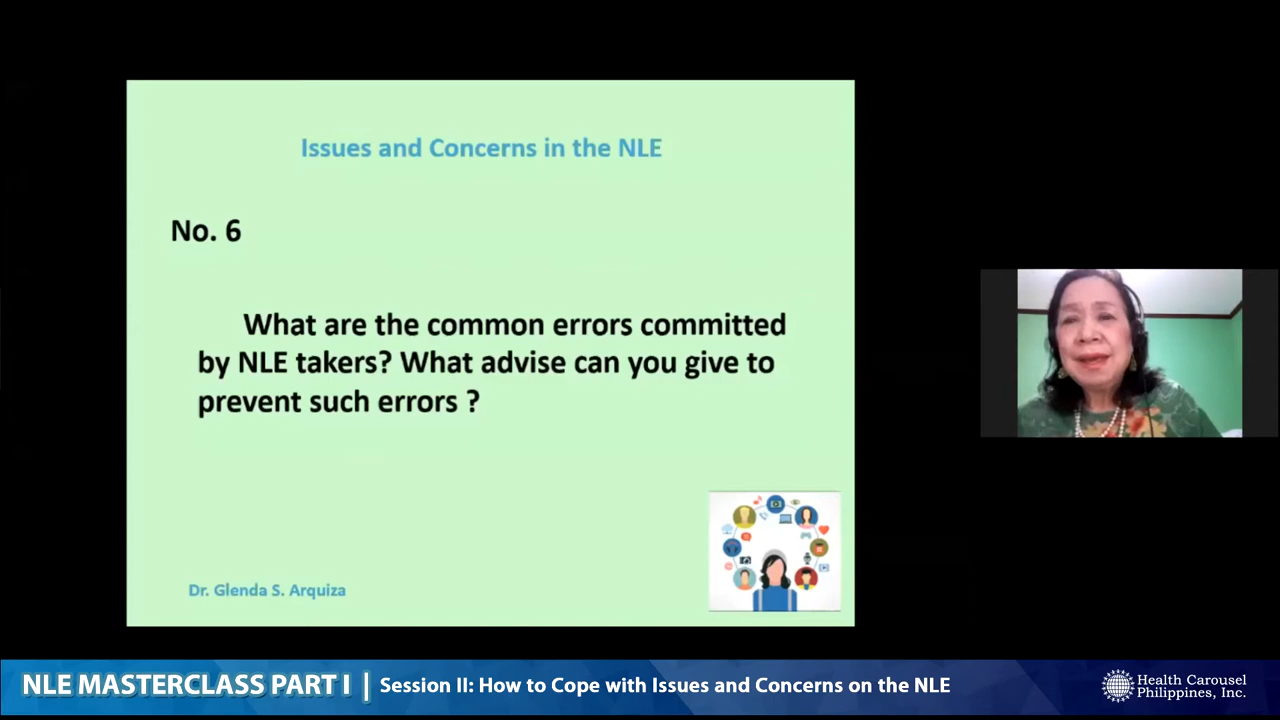 Issues and Concerns in the NLE
No. 6
What are the common errors committed
by NLE takers? What advise can you give to
prevent such errors ?
Dr. Glenda S. Arquiza
NLE MASTERCLASS PART I | Session II: How to Cope with Issues and Concerns on the NLE
Health Carousel
Philippines, Inc.